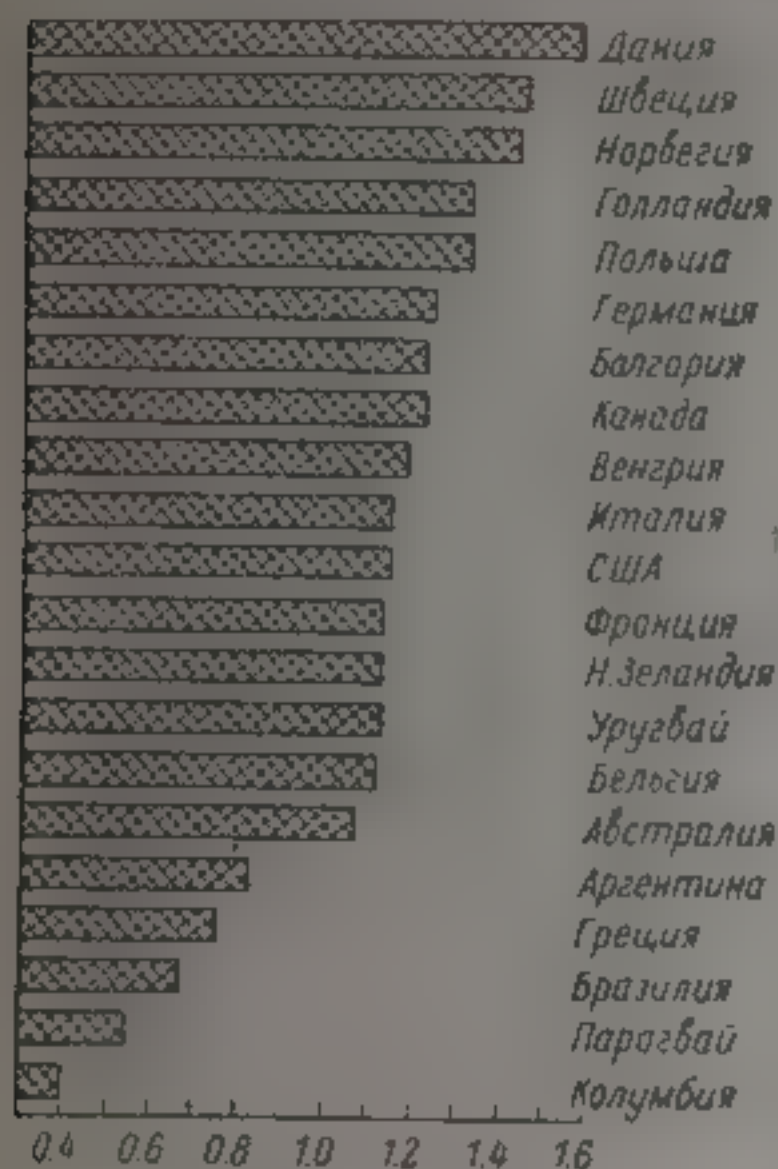 Дания
Швеция
Норвегия
Голландия
Польша
Германия
Балгария
Канада
Венгрия
Италия
США
Франция
Н.Зеландия
Уругвай
Бельгия
Австралия
Аргентина
Греция
Бразилия
Парагвай
Колумбия
0.4 0.6 0.8 1.0 1.2 1.4 1.6